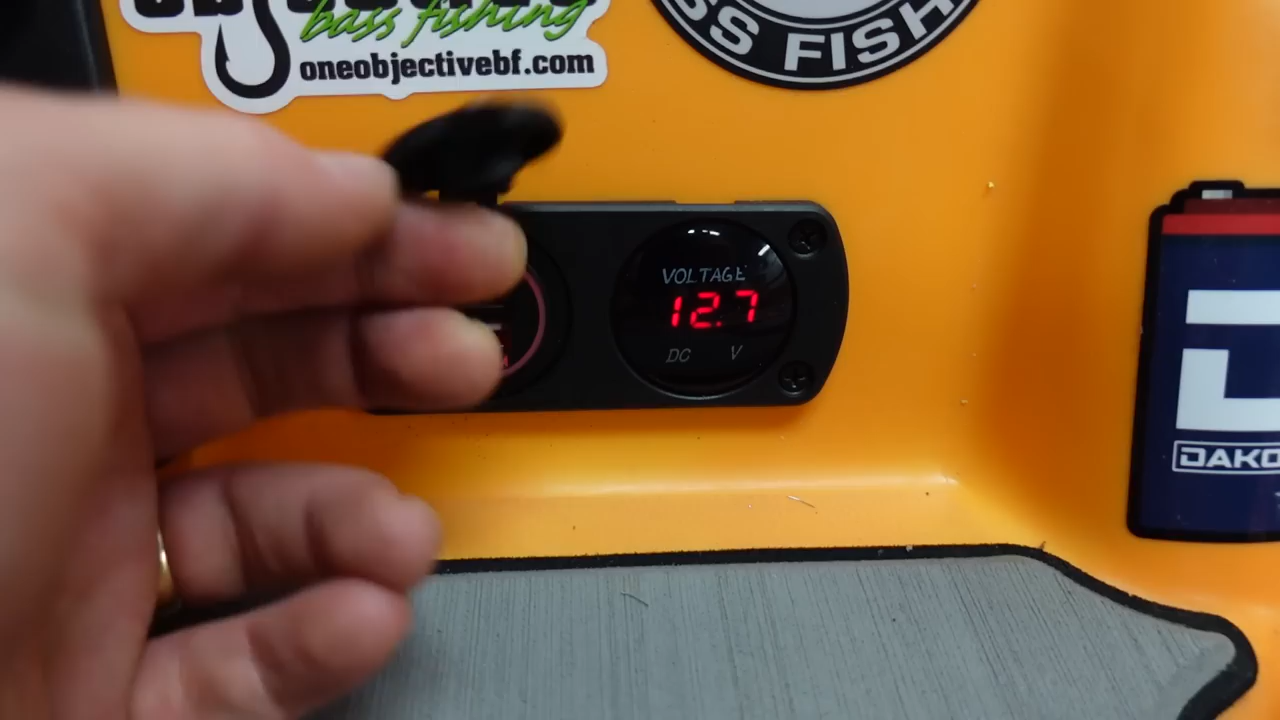 bass fishing
oneobjectivebf.com
SS FISH
VOLTAGE
12.7
DC V
D
DAKO